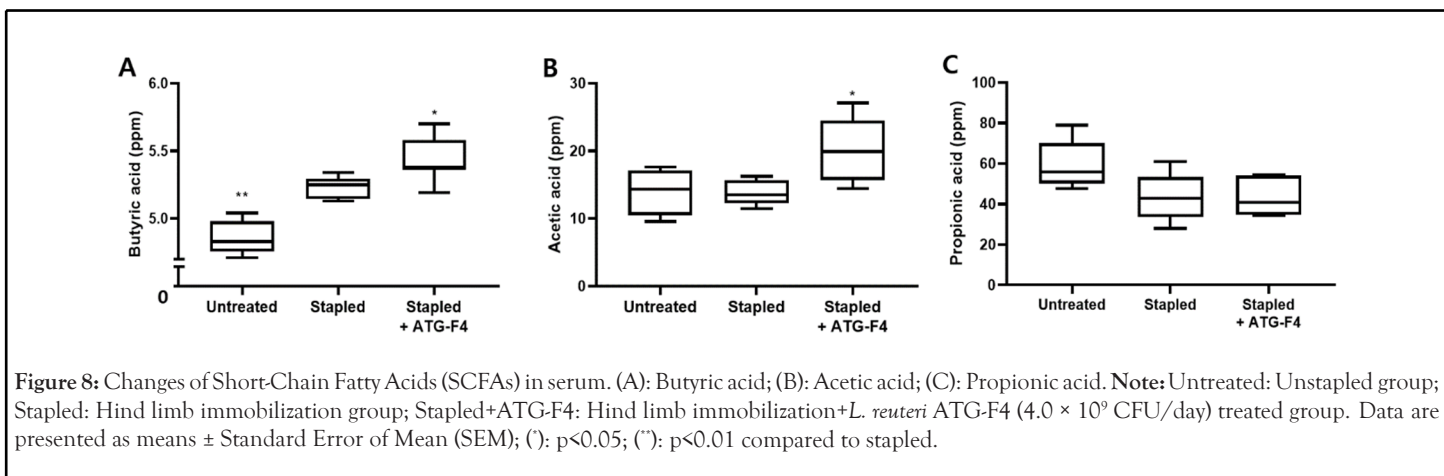 A
Butyric acid (ppm)
6.0
5.5
5.0
0
Untreated
Stapled
Stapled
+ ATG-F4
**
*
B
Acetic acid (ppm)
30
20
10
0
Untreated
Stapled
Stapled
+ ATG-F4
*
C
Propionic acid (ppm)
100
80
60
40
20
0
Untreated
Stapled
Stapled
+ ATG-F4
Figure 8: Changes of Short-Chain Fatty Acids (SCFAs) in serum. (A): Butyric acid; (B): Acetic acid; (C): Propionic acid. Note: Untreated: Unstapled group;
Stapled: Hind limb immobilization group; Stapled+ATG-F4: Hind limb immobilization+L. reuteri ATG-F4 (4.0 × 10⁹ CFU/day) treated group. Data are
presented as means ± Standard Error of Mean (SEM); (*): p<0.05; (**): p<0.01 compared to stapled.